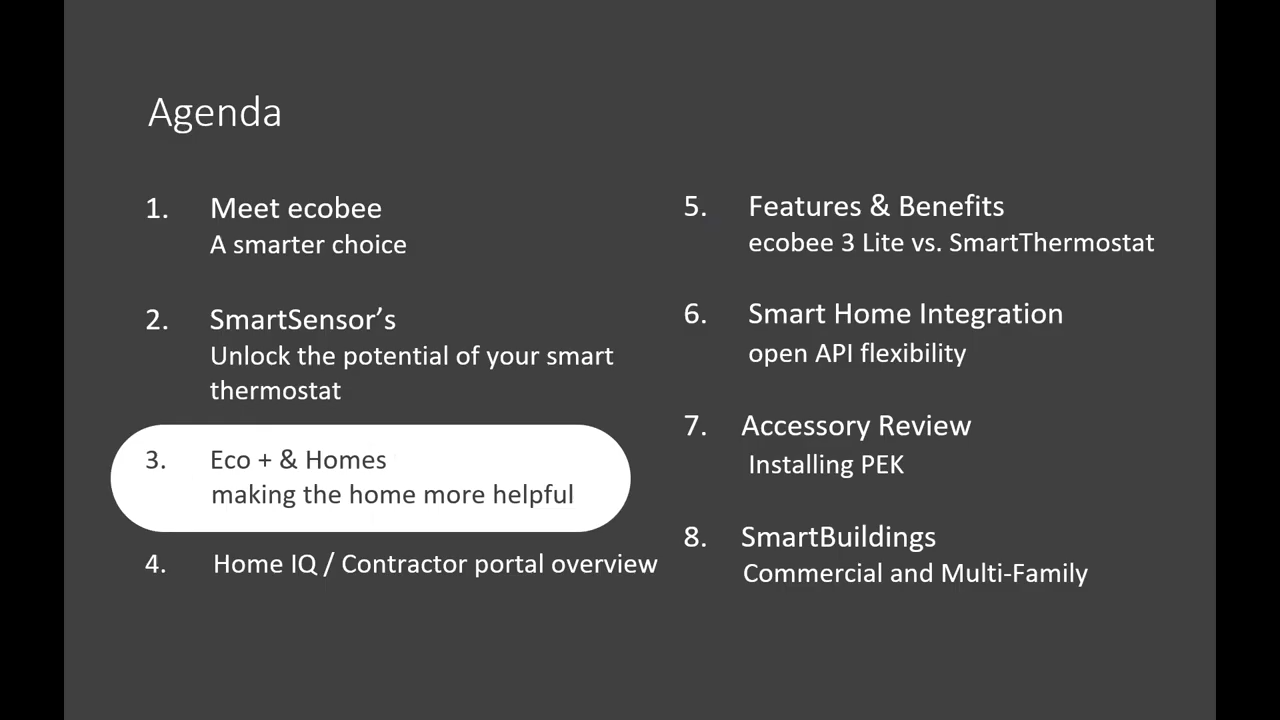 Agenda
1. Meet ecobee
A smarter choice
2. SmartSensor’s
Unlock the potential of your smart
thermostat
3. Eco + & Homes
making the home more helpful
4. Home IQ / Contractor portal overview
5. Features & Benefits
ecobee 3 Lite vs. SmartThermostat
6. Smart Home Integration
open API flexibility
7. Accessory Review
Installing PEK
8. SmartBuildings
Commercial and Multi-Family